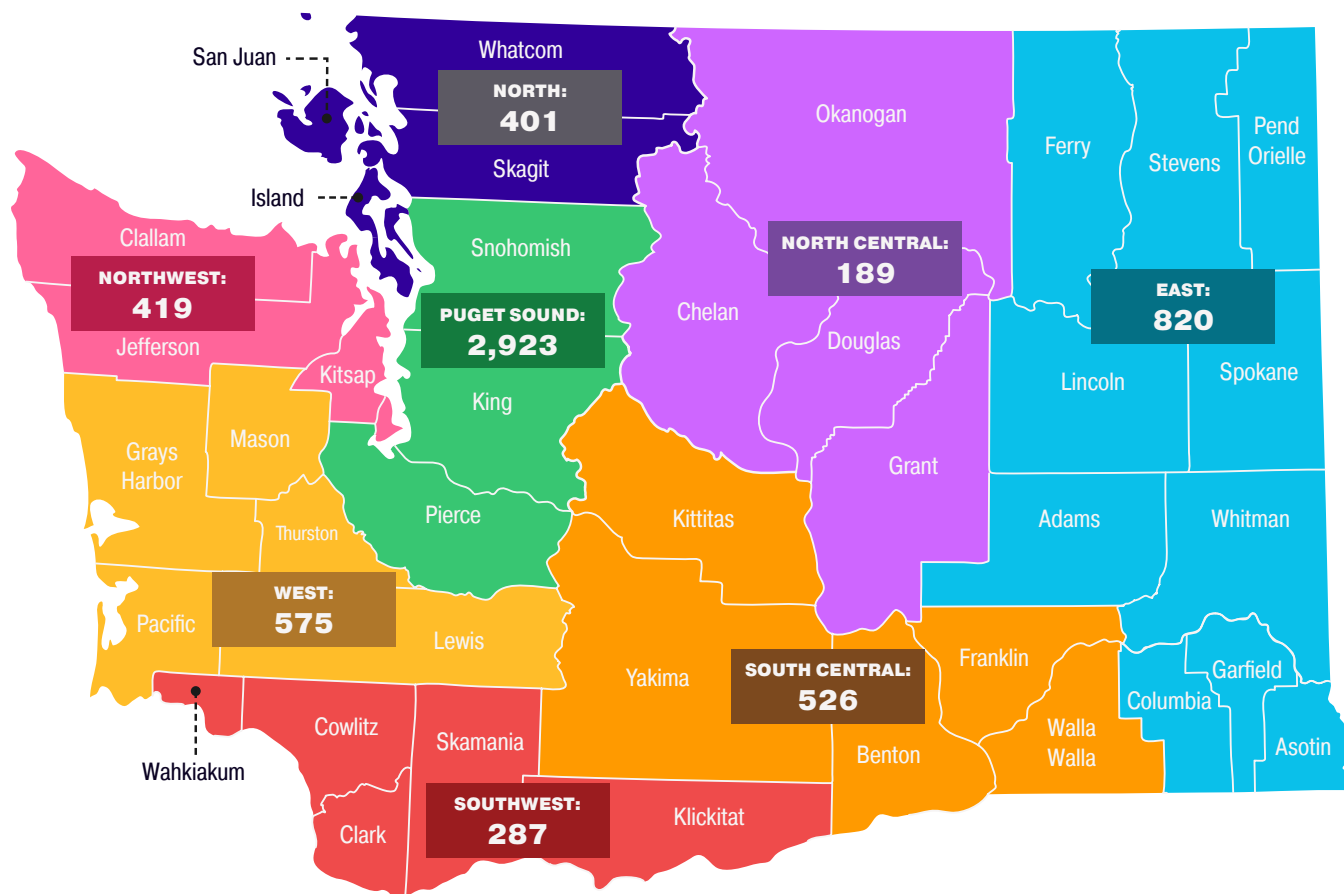 San Juan
Whatcom
NORTH:
401
Skagit
Island
Okanogan
Ferry
Stevens
Pend
Orielle
Clallam
NORTHWEST:
419
Jefferson
Kitsap
Snohomish
PUGET SOUND:
2,923
King
Pierce
NORTH CENTRAL:
189
Chelan
Douglas
Grant
EAST:
820
Lincoln
Spokane
Adams
Whitman
Grays
Harbor
Mason
Thurston
WEST:
575
Pacific
Lewis
Kittitas
Yakima
SOUTH CENTRAL:
526
Franklin
Benton
Walla
Walla
Columbia
Garfield
Asotin
Wahkiakum
Cowlitz
Skamania
SOUTHWEST:
287
Clark
Klickitat